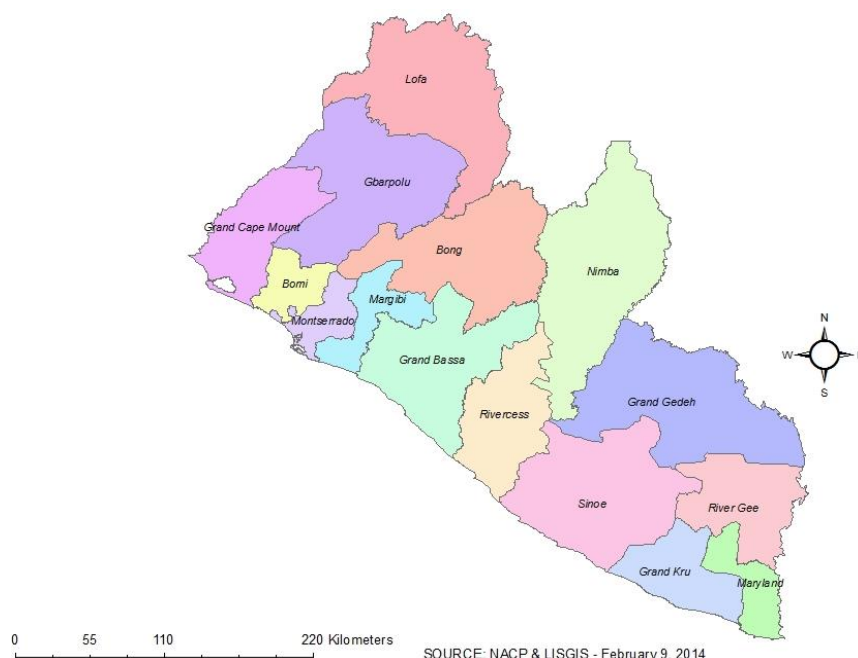 Lofa
Gbarpolu
Grand Cape Mount
Bong
Nimba
Bomi
Margibi
Montserrado
Grand Bassa
N
W
S
Grand Gedeh
Rivercess
Sinoe
River Gee
Grand Kru
Maryland
0 55 110 220 Kilometers
SOURCE: NACP & LISGIS - February 9, 2014